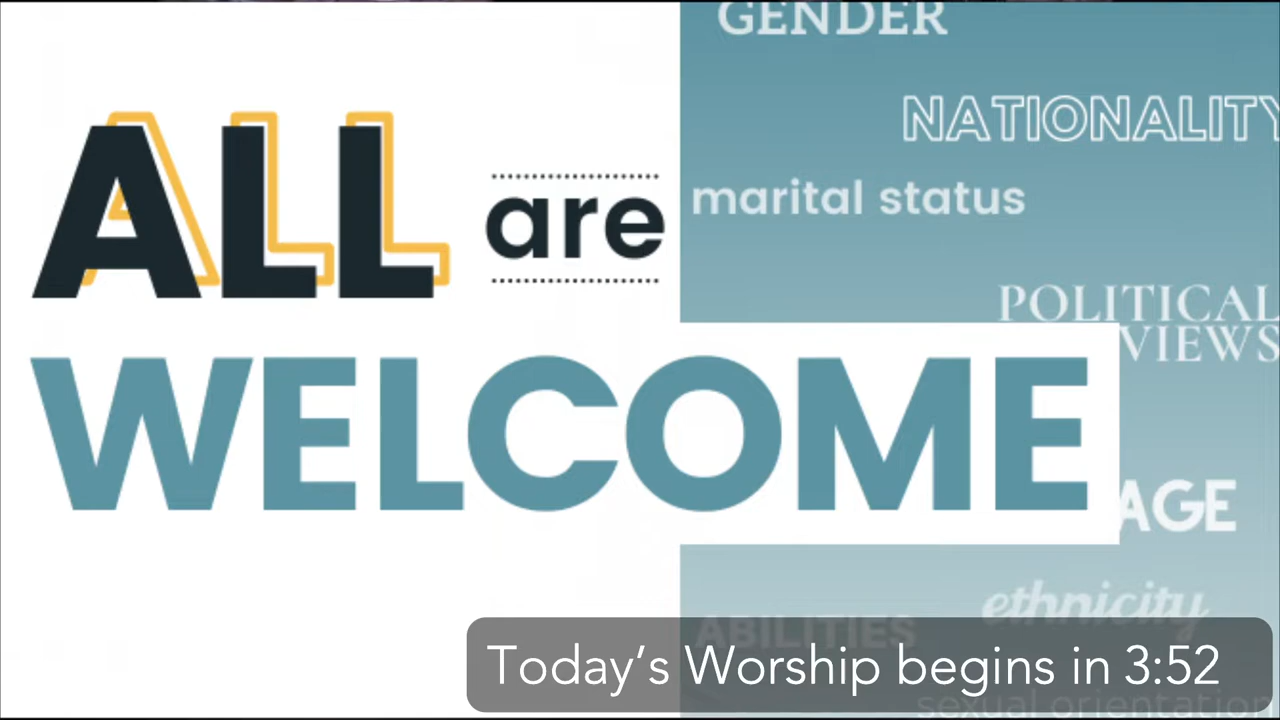 GENDER
NATIONALITY
marital status
ALL are
POLITICAL
VIEWS
WELCOME
AGE
ethnicity
ABILITIES
Today's Worship begins in 3:52
sexual orientation